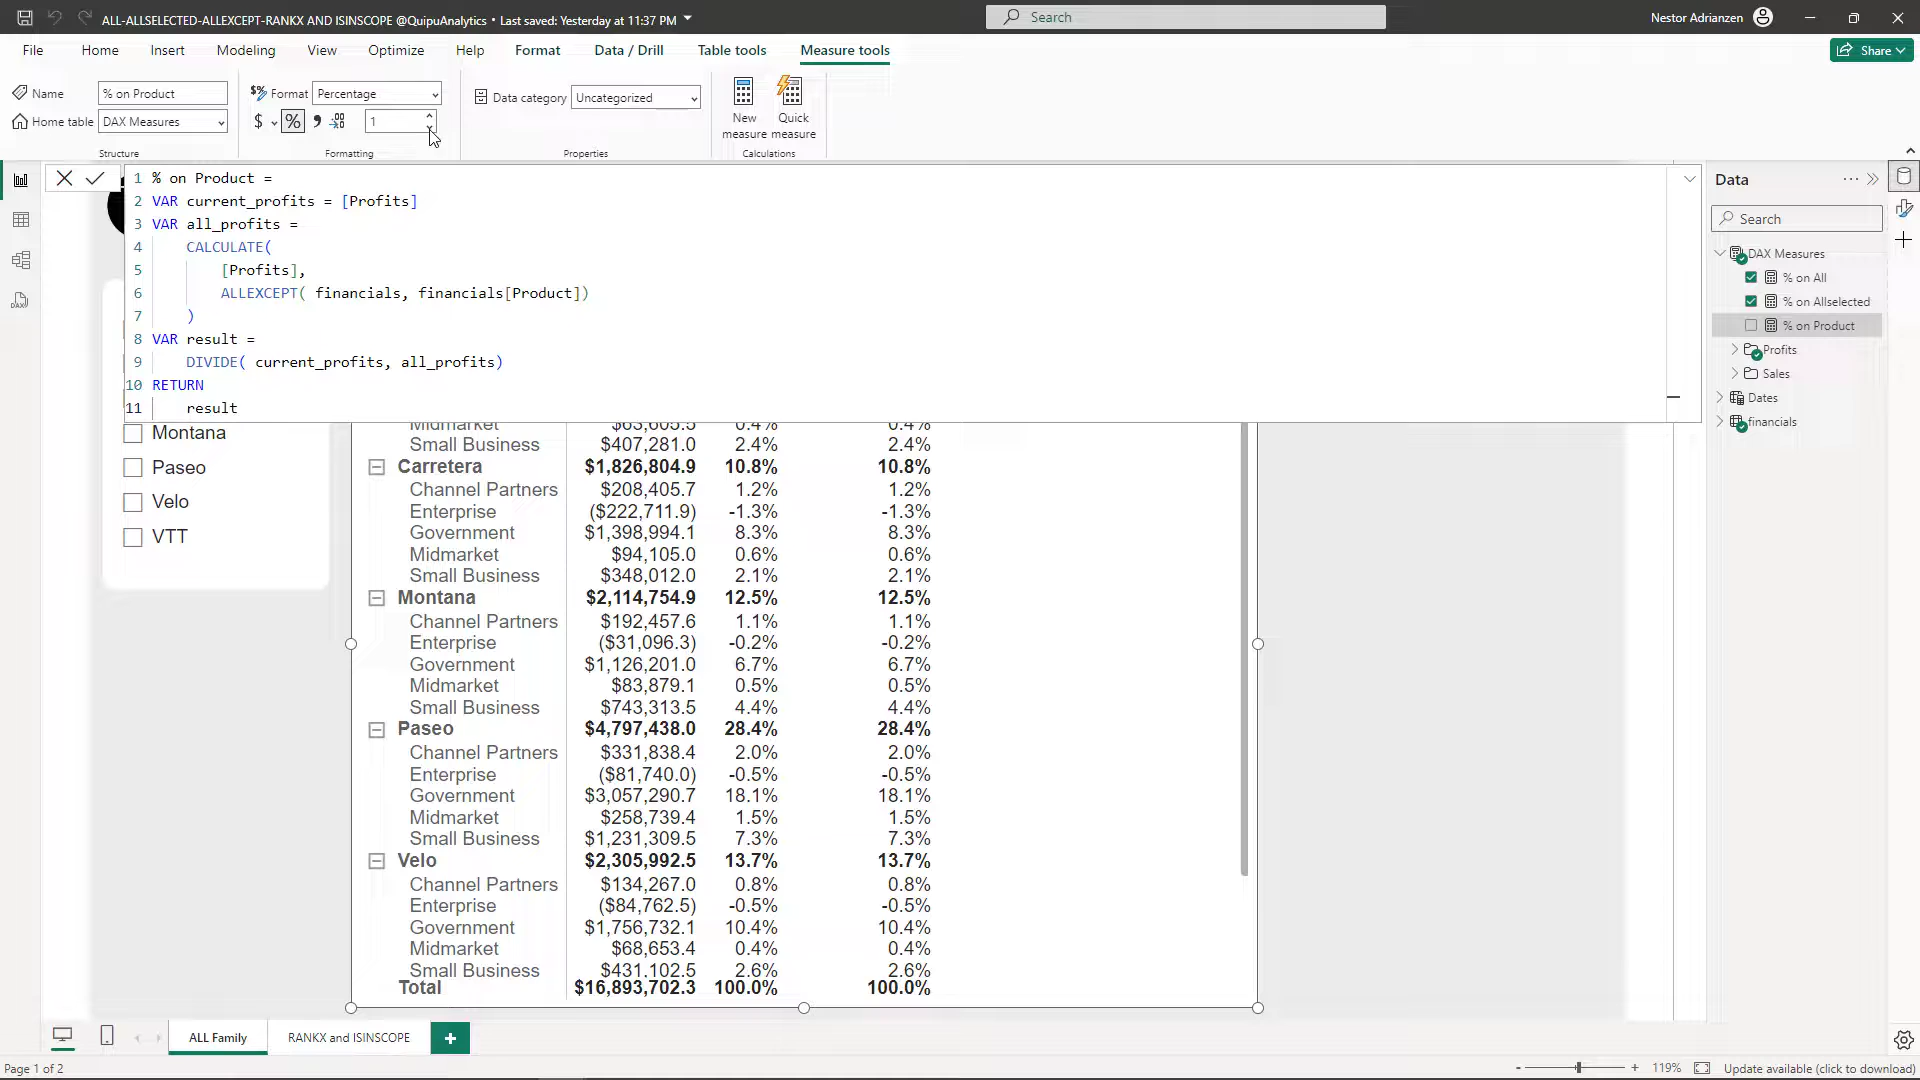 ALL-ALLSELECTED-ALLEXCEPT-RANKX AND ISINSCOPE @QuipuAnalytics • Last saved: Yesterday at 11:37 PM
Search
Nestor Adrianzen
File Home Insert Modeling View Optimize Help Format Data / Drill Table tools Measure tools
Share
Name % on Product
Home table DAX Measures
Structure
$% Format Percentage
$ % 1
Formatting
Data category Uncategorized
Properties
New measure
Quick measure
Calculations
1 % on Product =
2 VAR current_profits = [Profits]
3 VAR all_profits =
4 CALCULATE(
5 [Profits],
6 ALLEXCEPT( financials, financials[Product])
7 )
8 VAR result =
9 DIVIDE( current_profits, all_profits)
10 RETURN
11 result
Montana
Paseo
Velo
VTT
Midmarket $63,605.5 0.4% 0.4%
Small Business $407,281.0 2.4% 2.4%
Carretera $1,826,804.9 10.8% 10.8%
Channel Partners $208,405.7 1.2% 1.2%
Enterprise ($222,711.9) -1.3% -1.3%
Government $1,398,994.1 8.3% 8.3%
Midmarket $94,105.0 0.6% 0.6%
Small Business $348,012.0 2.1% 2.1%
Montana $2,114,754.9 12.5% 12.5%
Channel Partners $192,457.6 1.1% 1.1%
Enterprise ($31,096.3) -0.2% -0.2%
Government $1,126,201.0 6.7% 6.7%
Midmarket $83,879.1 0.5% 0.5%
Small Business $743,313.5 4.4% 4.4%
Paseo $4,797,438.0 28.4% 28.4%
Channel Partners $331,838.4 2.0% 2.0%
Enterprise ($81,740.0) -0.5% -0.5%
Government $3,057,290.7 18.1% 18.1%
Midmarket $258,739.4 1.5% 1.5%
Small Business $1,231,309.5 7.3% 7.3%
Velo $2,305,992.5 13.7% 13.7%
Channel Partners $134,267.0 0.8% 0.8%
Enterprise ($84,762.5) -0.5% -0.5%
Government $1,756,732.1 10.4% 10.4%
Midmarket $68,653.4 0.4% 0.4%
Small Business $431,102.5 2.6% 2.6%
Total $16,893,702.3 100.0% 100.0%
Data
Search
DAX Measures
% on All
% on Allselected
% on Product
Profits
Sales
Dates
financials
ALL Family RANKX and ISINSCOPE
Page 1 of 2
119% Update available (click to download)